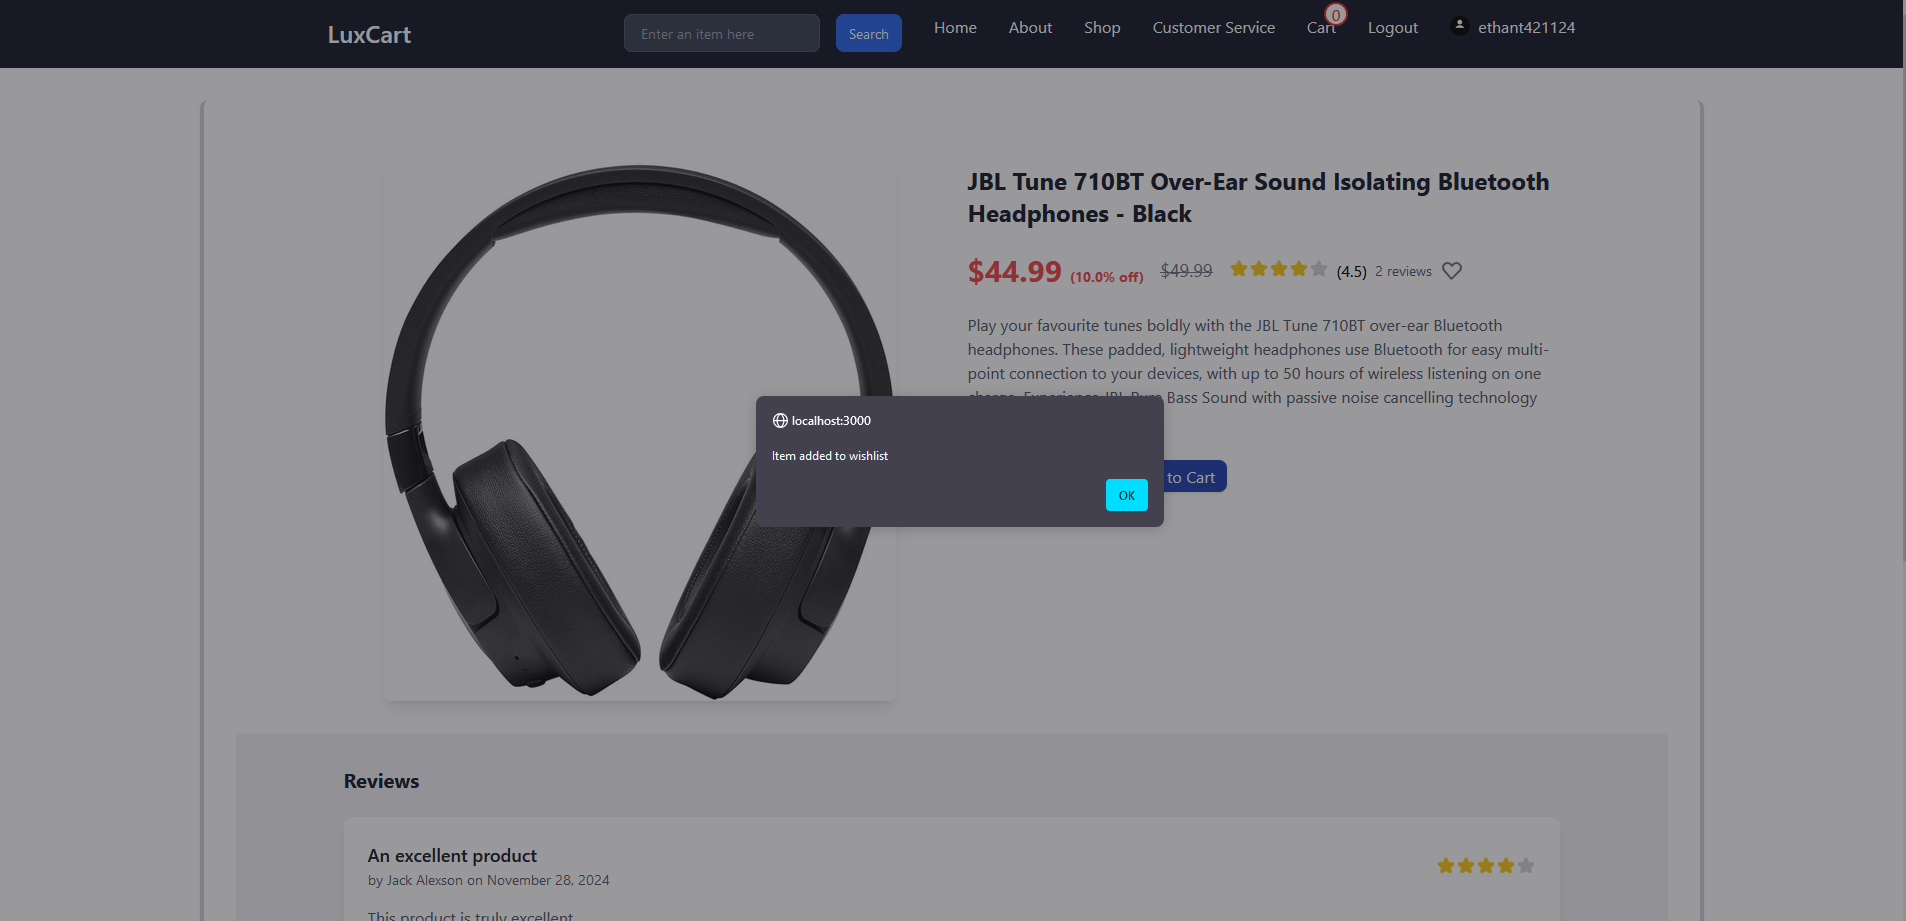 LuxCart
Enter an item here
Search
Home
About
Shop
Customer Service
Cart
0
Logout
ethant421124
JBL Tune 710BT Over-Ear Sound Isolating Bluetooth
Headphones - Black
$44.99 (10.0% off) $49.99 (4.5) 2 reviews
Play your favourite tunes boldly with the JBL Tune 710BT over-ear Bluetooth
headphones. These padded, lightweight headphones use Bluetooth for easy multi-
point connection to your devices, with up to 50 hours of wireless listening on one
charge. Experience JBL Pure Bass Sound with passive noise cancelling technology
localhost:3000
Item added to wishlist
OK
to Cart
Reviews
An excellent product
by Jack Alexson on November 28, 2024
This product is truly excellent